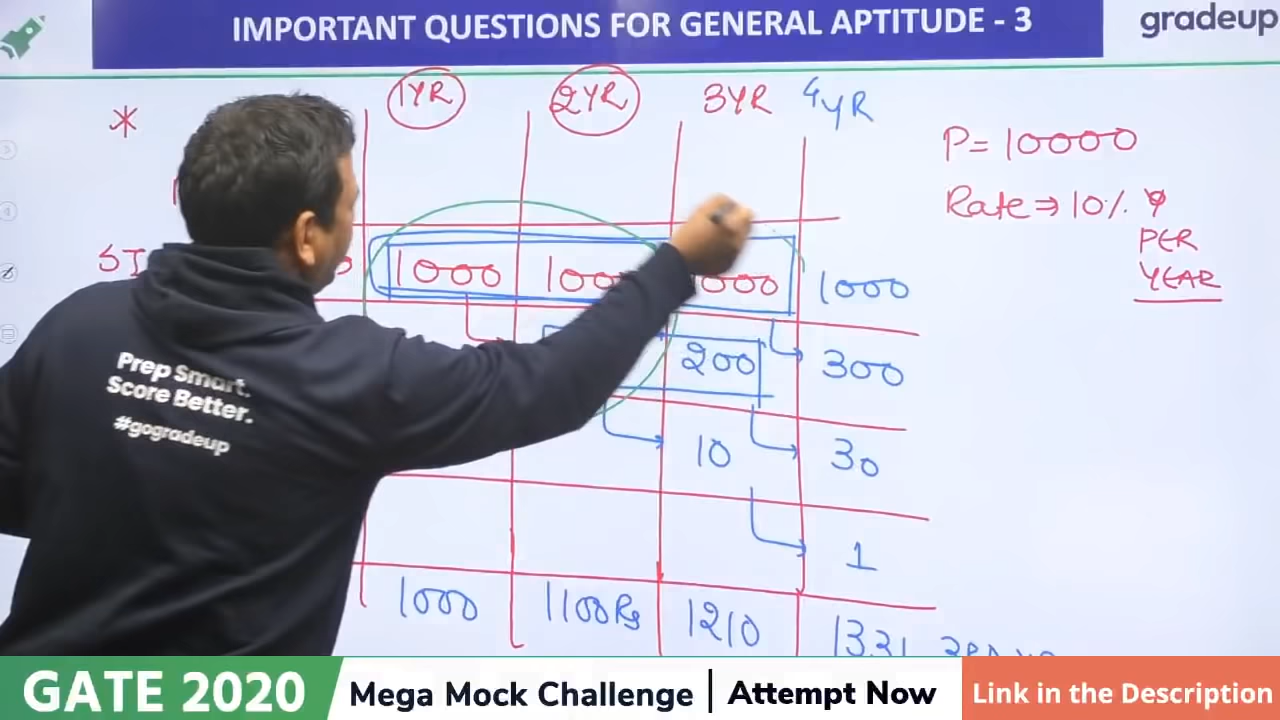 IMPORTANT QUESTIONS FOR GENERAL APTITUDE - 3
gradeup
1YR 2YR 3YR 4YR
P = 10000
Rate ⇒ 10%
PER
YEAR
SI 1000 1000
200 300
10 30
1
1000 1100Rs 1210 1331
Prep Smart.
Score Better.
#gogradeup
GATE 2020 Mega Mock Challenge | Attempt Now Link in the Description